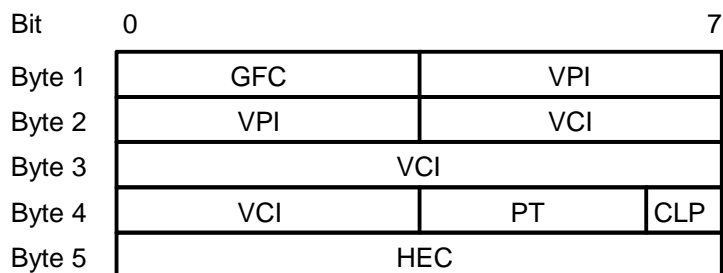 Bit 0 7
Byte 1 GFC VPI
Byte 2 VPI VCI
Byte 3 VCI
Byte 4 VCI PT CLP
Byte 5 HEC